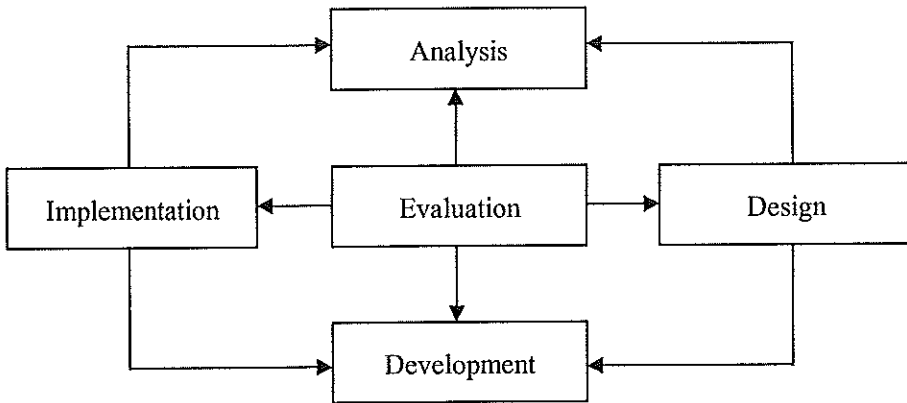 Analysis
Implementation
Evaluation
Design
Development